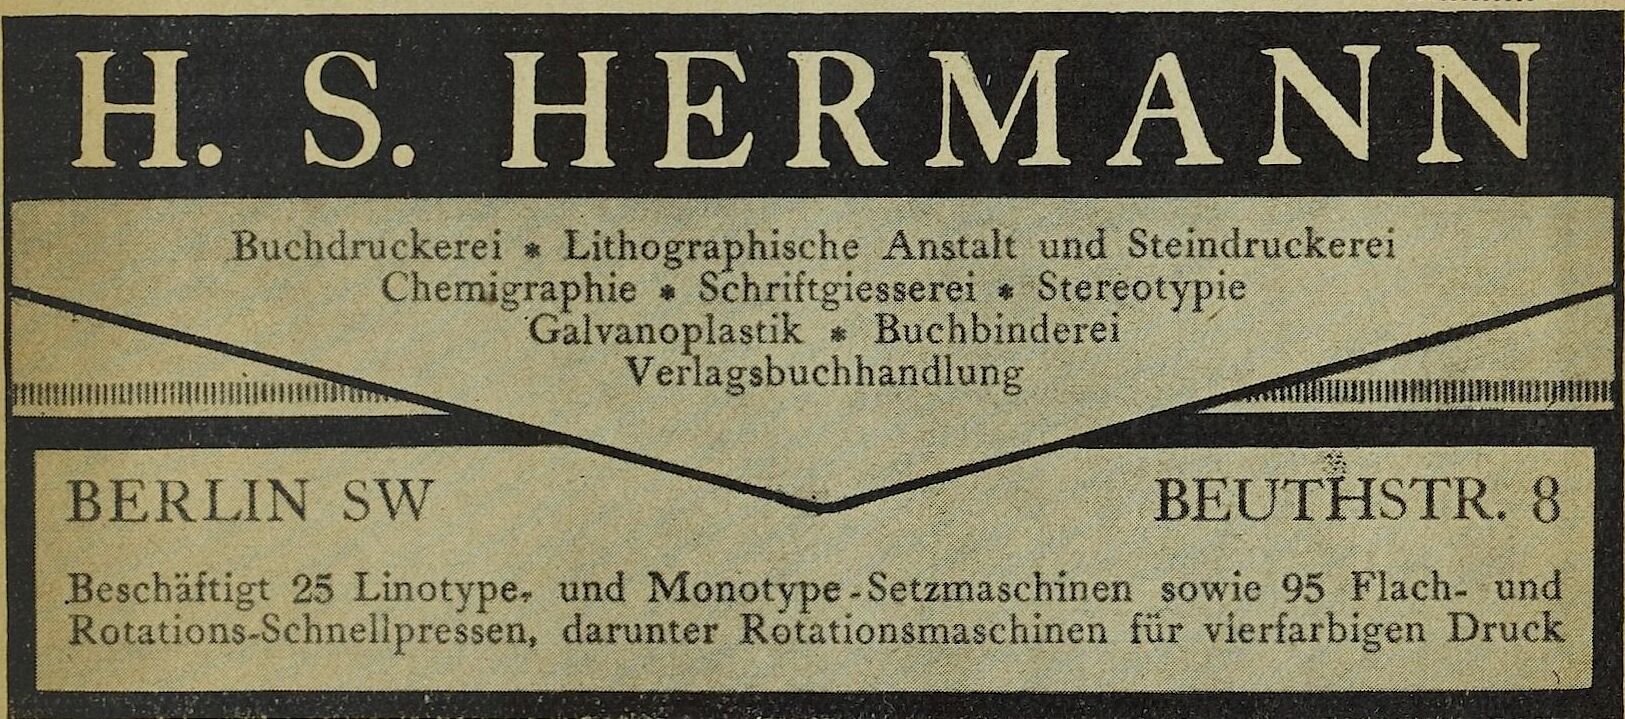 H. S. HERMANN
Buchdruckerei * Lithographische Anstalt und Steindruckerei
Chemigraphie * Schriftgiesserei * Stereotypie
Galvanoplastik * Buchbinderei
Verlagsbuchhandlung
BERLIN SW BEUTHSTR. 8
Beschäftigt 25 Linotype- und Monotype-Setzmaschinen sowie 95 Flach- und
Rotations-Schnellpressen, darunter Rotationsmaschinen für vierfarbigen Druck